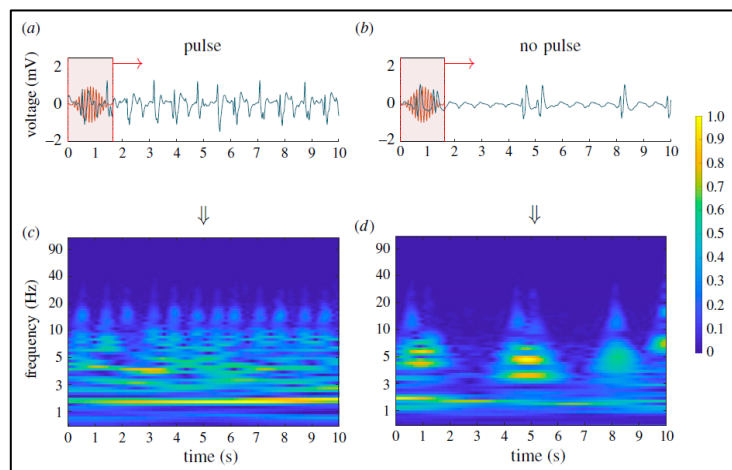 (a) pulse
(b) no pulse
voltage (mV)
2
0
−2
0 1 2 3 4 5 6 7 8 9 10
2
0
−2
0 1 2 3 4 5 6 7 8 9 10
⇓ ⇓
(c)
frequency (Hz)
90
40
20
10
5
3
1
0 1 2 3 4 5 6 7 8 9 10
time (s)
(d)
90
40
20
10
5
3
1
0 1 2 3 4 5 6 7 8 9 10
time (s)
1.0
0.9
0.8
0.7
0.6
0.5
0.4
0.3
0.2
0.1
0